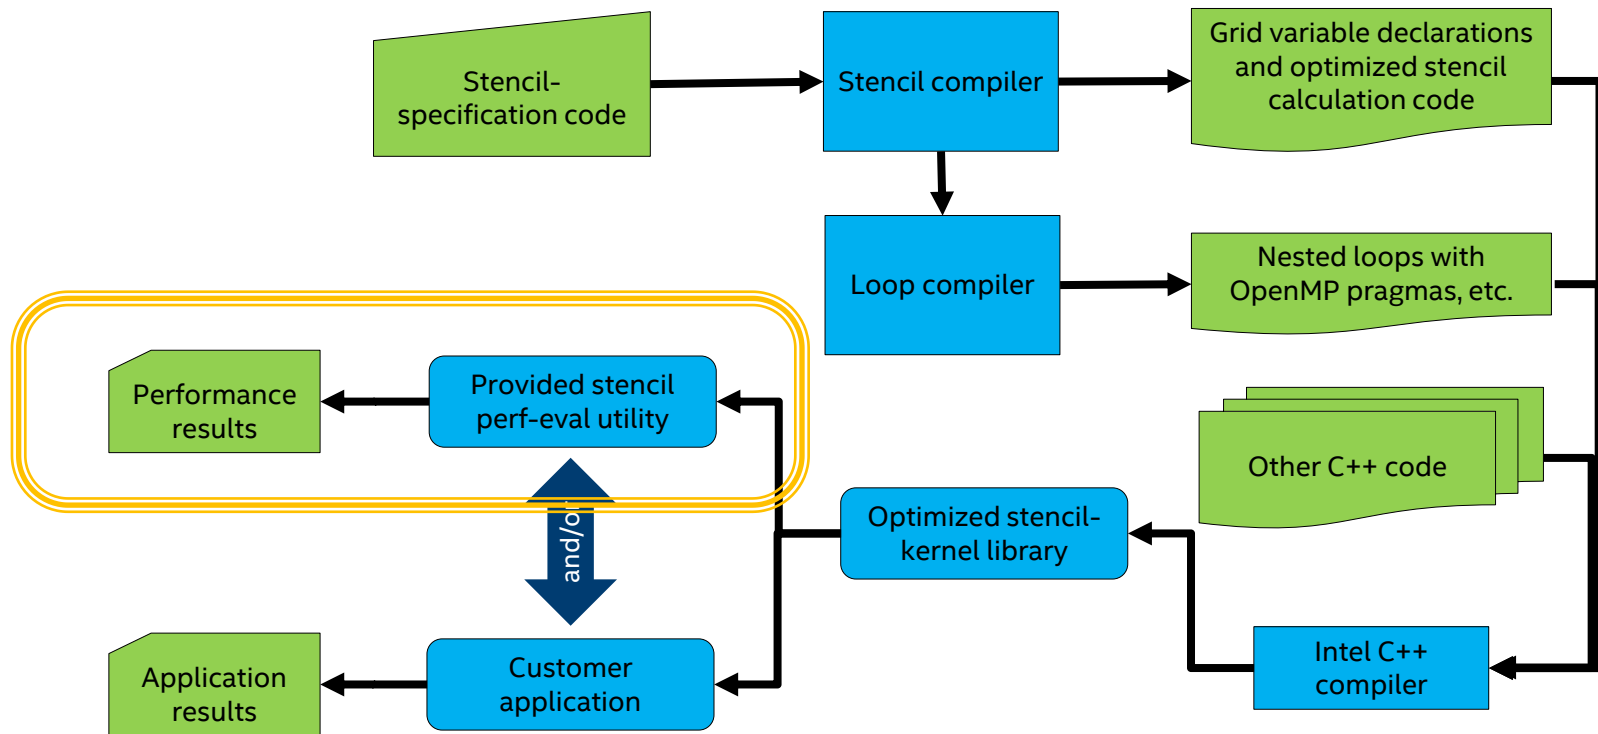 Stencil-
specification code
Stencil compiler
Grid variable declarations
and optimized stencil
calculation code
Loop compiler
Nested loops with
OpenMP pragmas, etc.
Performance
results
Provided stencil
perf-eval utility
Other C++ code
and/or
Optimized stencil-
kernel library
Application
results
Customer
application
Intel C++
compiler